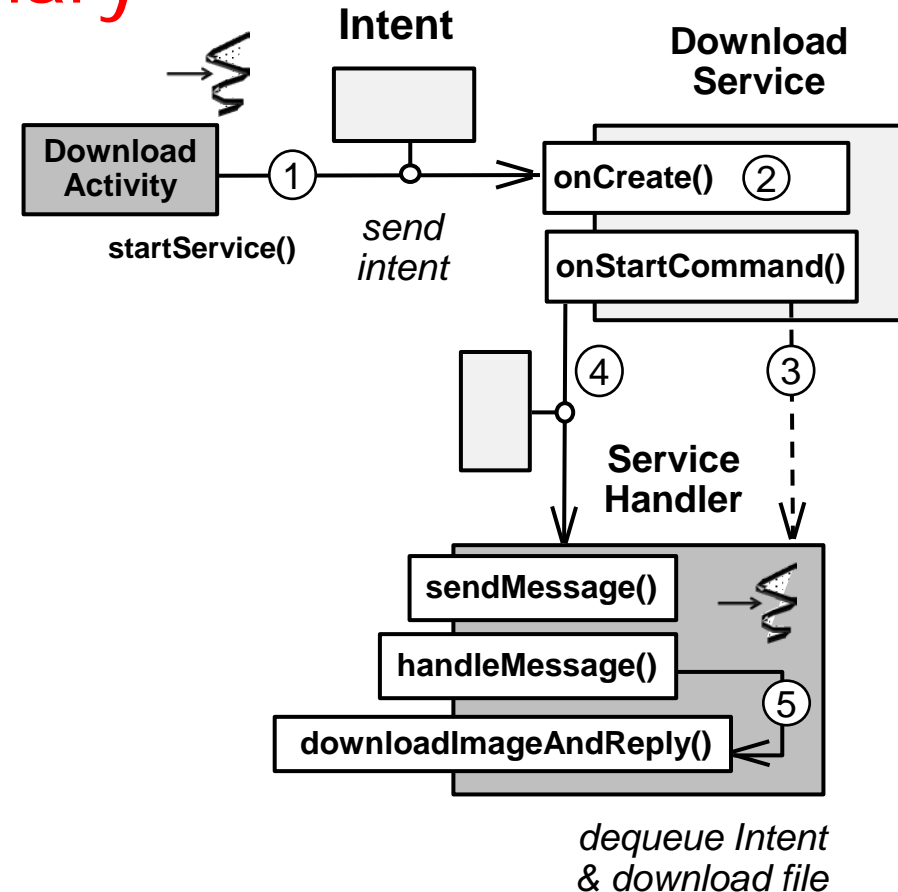 Intent
Download
Service
Download
Activity
1
onCreate()
2
startService()
send
intent
onStartCommand()
4
3
Service
Handler
sendMessage()
handleMessage()
5
downloadImageAndReply()
dequeue Intent
& download file